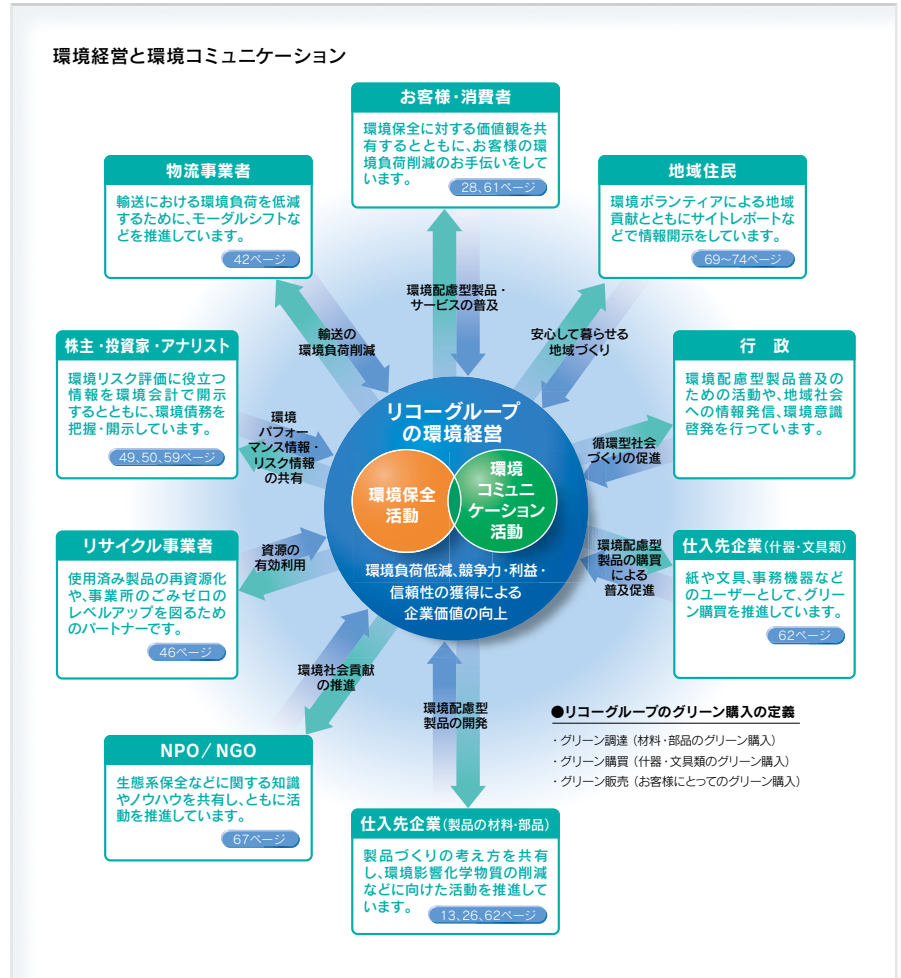 環境経営と環境コミュニケーション
お客様・消費者
環境保全に対する価値観を共
有するとともに、お客様の環
境負荷削減のお手伝いをして
います。
28、61ページ
物流事業者
輸送における環境負荷を低減
するために、モーダルシフトな
どを推進しています。
42ページ
地域住民
環境ボランティアによる地域
貢献とともにサイトレポートな
どで情報開示をしています。
69〜74ページ
環境配慮型製品・
サービスの普及
輸送の
環境負荷削減
安心して暮らせる
地域づくり
株主・投資家・アナリスト
環境リスク評価に役立つ
情報を環境会計で開示
するとともに、環境債務を
把握・開示しています。
49、50、59ページ
環境
パフォー
マンス情報・
リスク情報
の共有
行 政
環境配慮型製品普及の
ための活動や、地域社会
への情報発信、環境意識
啓発を行っています。
循環型社会
づくりの促進
リコーグループ
の環境経営
環境保全
活動
環境
コミュニ
ケーション
活動
環境負荷低減、競争力・利益・
信頼性の獲得による
企業価値の向上
リサイクル事業者
使用済み製品の再資源化
や、事業所のごみゼロの
レベルアップを図るため
のパートナーです。
46ページ
資源の
有効利用
環境配慮型
製品の購買
による
普及促進
仕入先企業(什器・文具類)
紙や文具、事務機器など
のユーザーとして、グリー
ン購買を推進しています。
62ページ
環境社会貢献
の推進
環境配慮型
製品の開発
NPO/NGO
生態系保全などに関する知識
やノウハウを共有し、ともに活
動を推進しています。
67ページ
●リコーグループのグリーン購入の定義
・グリーン調達(材料・部品のグリーン購入)
・グリーン購買(什器・文具類のグリーン購入)
・グリーン販売(お客様にとってのグリーン購入)
仕入先企業(製品の材料・部品)
製品づくりの考え方を共有
し、環境影響化学物質の削減
などに向けた活動を推進して
います。
13、26、62ページ